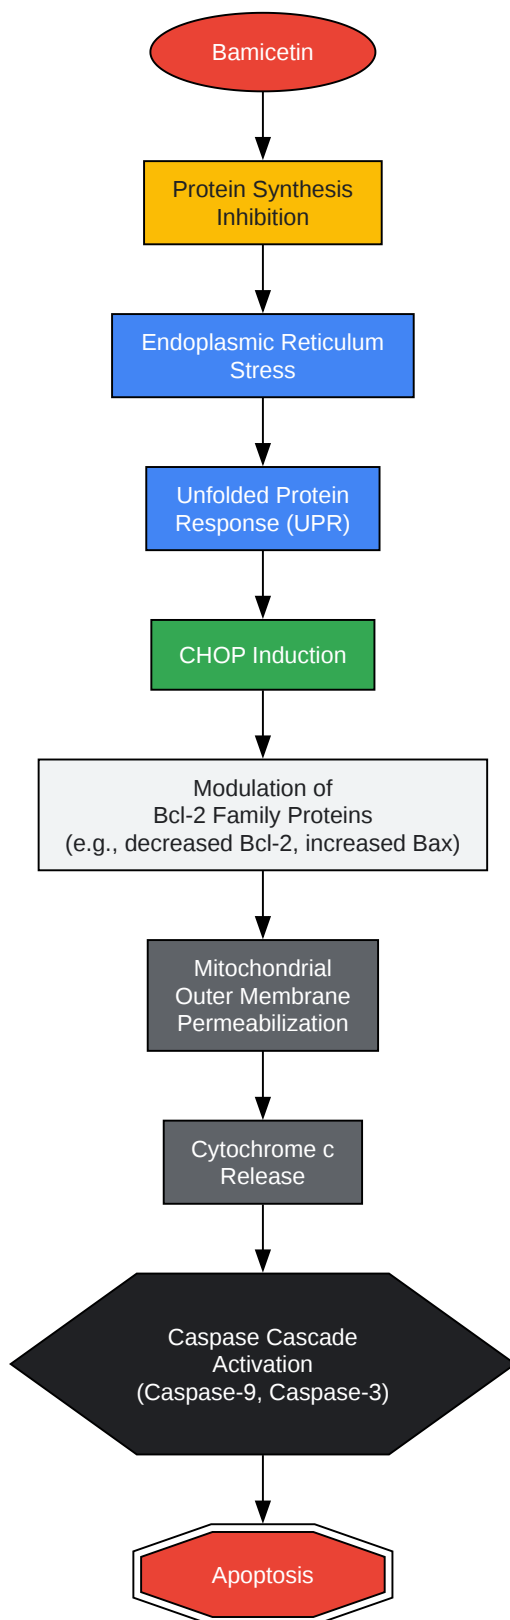 Bamicetin
Protein Synthesis
Inhibition
Endoplasmic Reticulum
Stress
Unfolded Protein
Response (UPR)
CHOP Induction
Modulation of
Bcl-2 Family Proteins
(e.g., decreased Bcl-2, increased Bax)
Mitochondrial
Outer Membrane
Permeabilization
Cytochrome c
Release
Caspase Cascade
Activation
(Caspase-9, Caspase-3)
Apoptosis